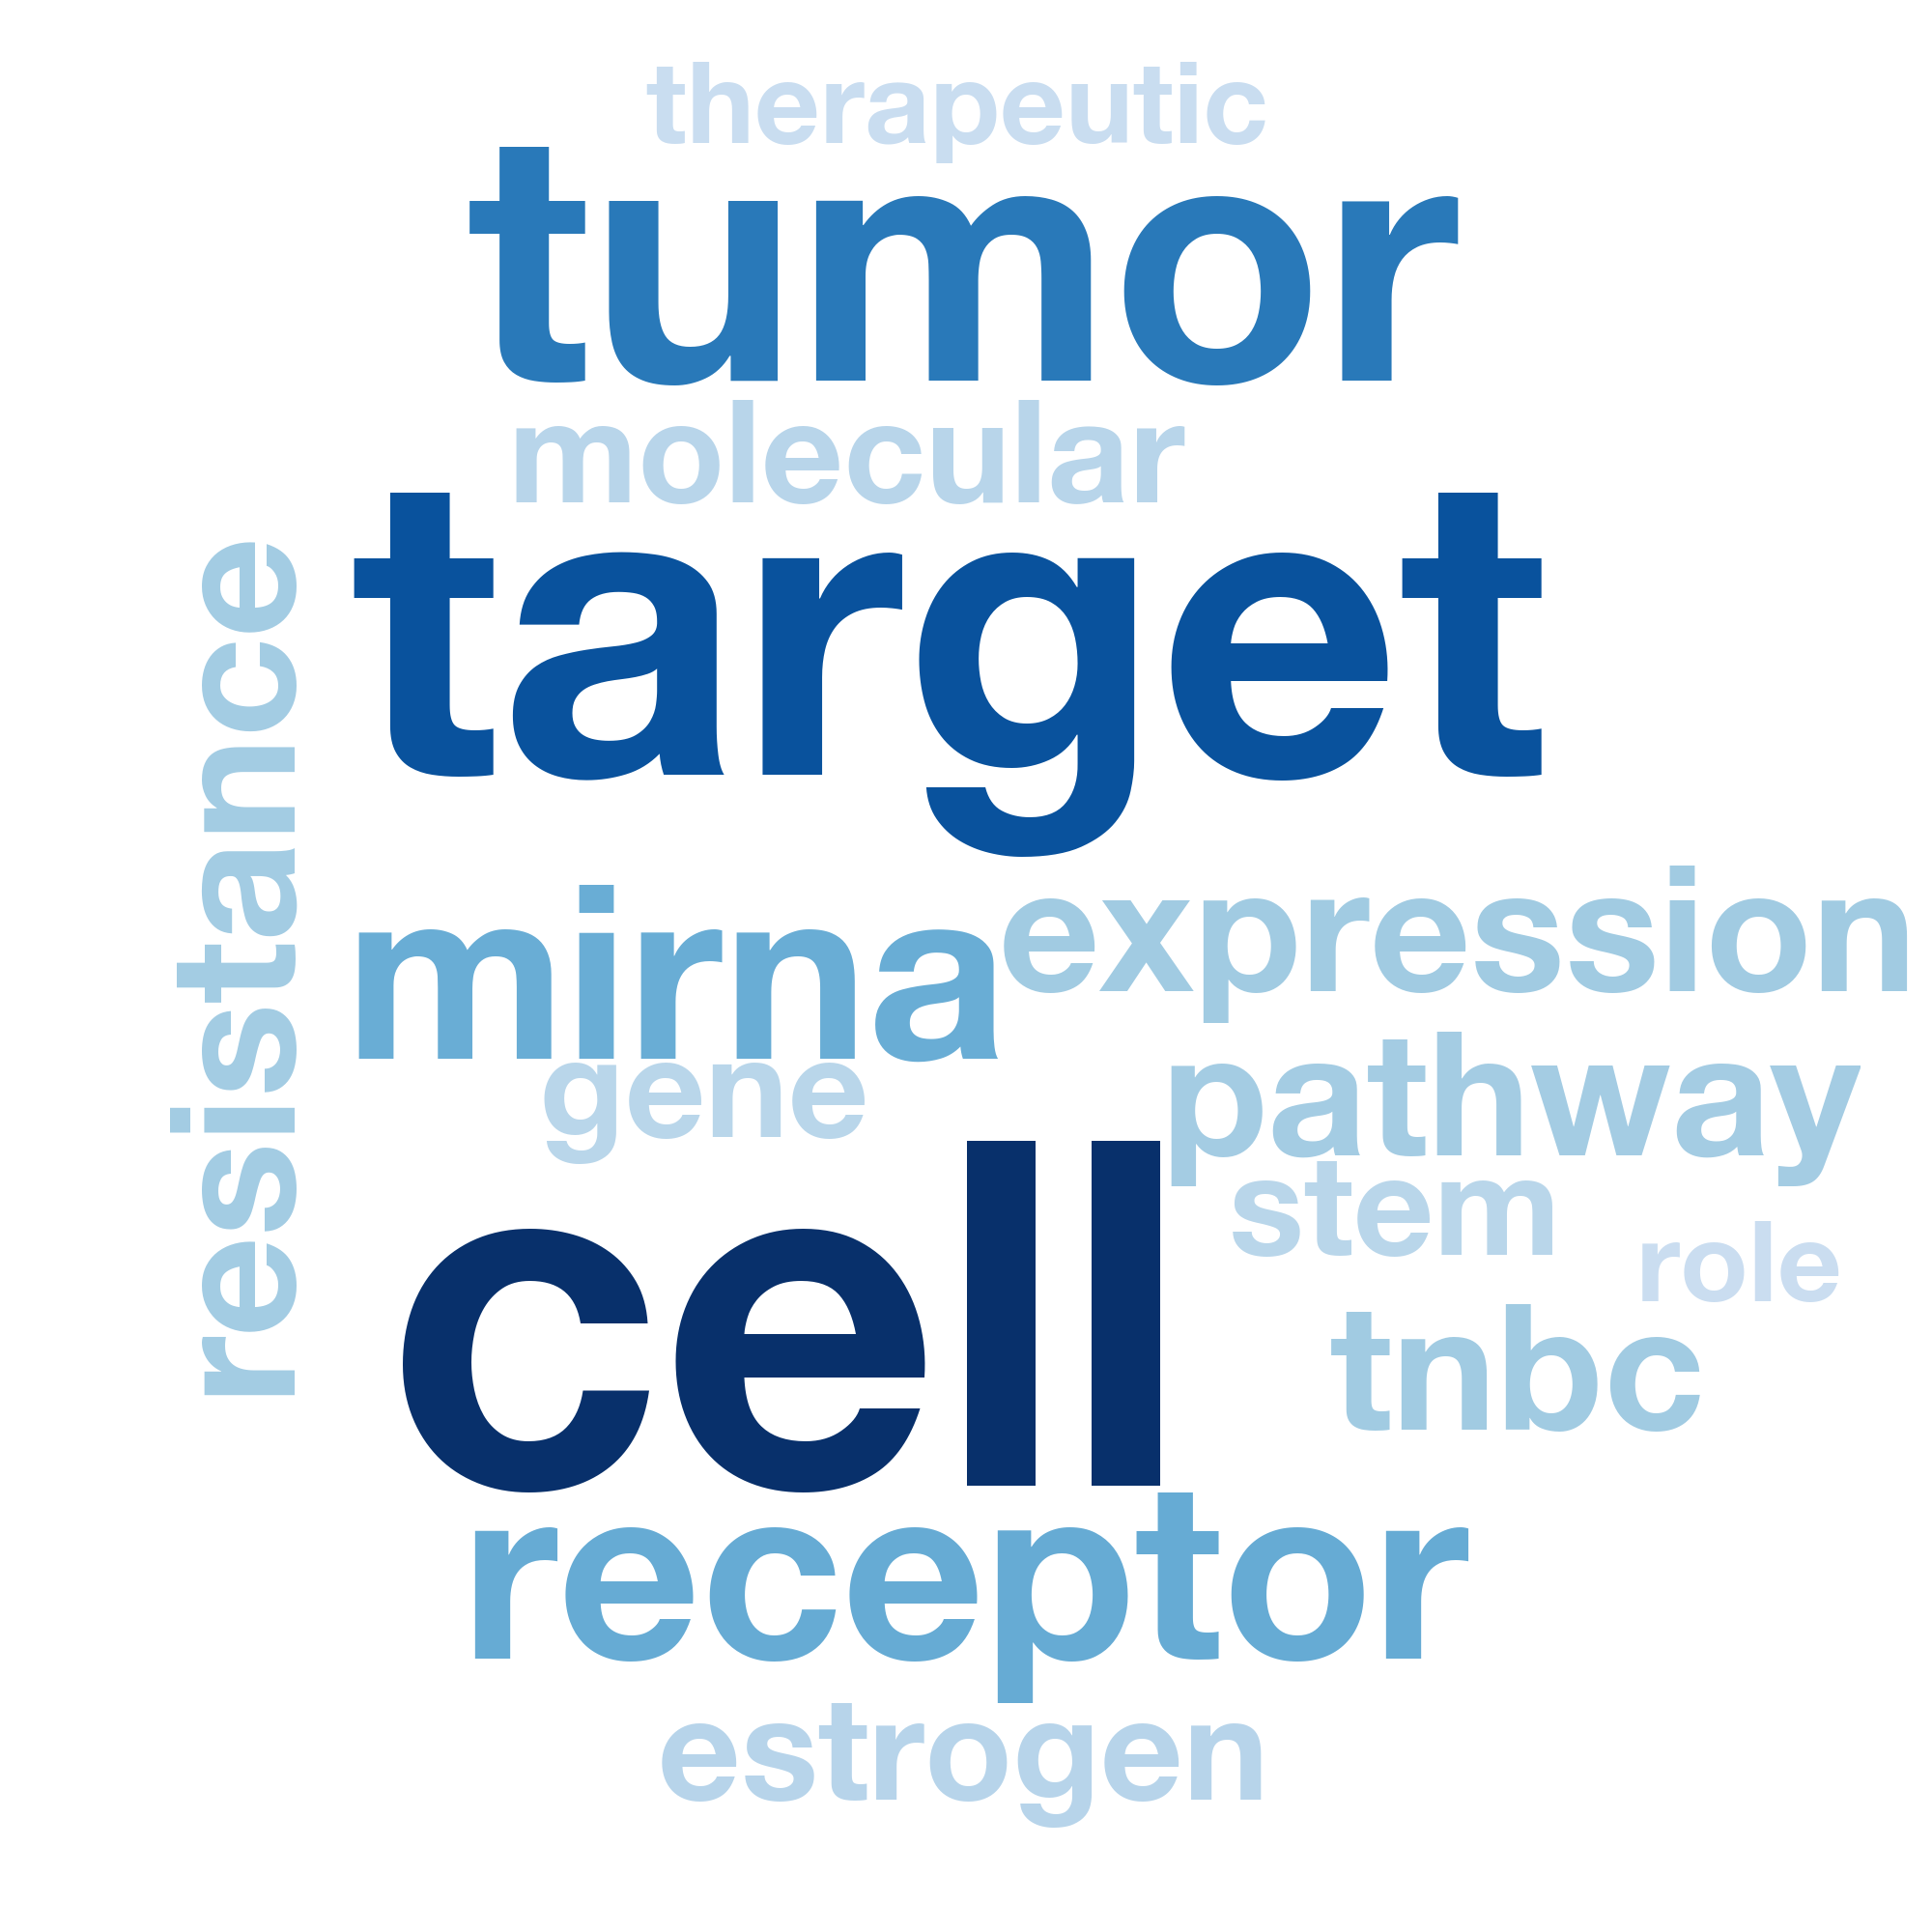 therapeutic
tumor
molecular
target
resistance
mirna
expression
gene
pathway
stem
role
cell
tnbc
receptor
estrogen